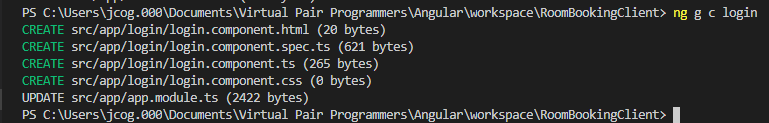 PS C:\Users\jcog.000\Documents\Virtual Pair Programmers\Angular\workspace\RoomBookingClient> ng g c login
CREATE src/app/login/login.component.html (20 bytes)
CREATE src/app/login/login.component.spec.ts (621 bytes)
CREATE src/app/login/login.component.ts (265 bytes)
CREATE src/app/login/login.component.css (0 bytes)
UPDATE src/app/app.module.ts (2422 bytes)
PS C:\Users\jcog.000\Documents\Virtual Pair Programmers\Angular\workspace\RoomBookingClient>